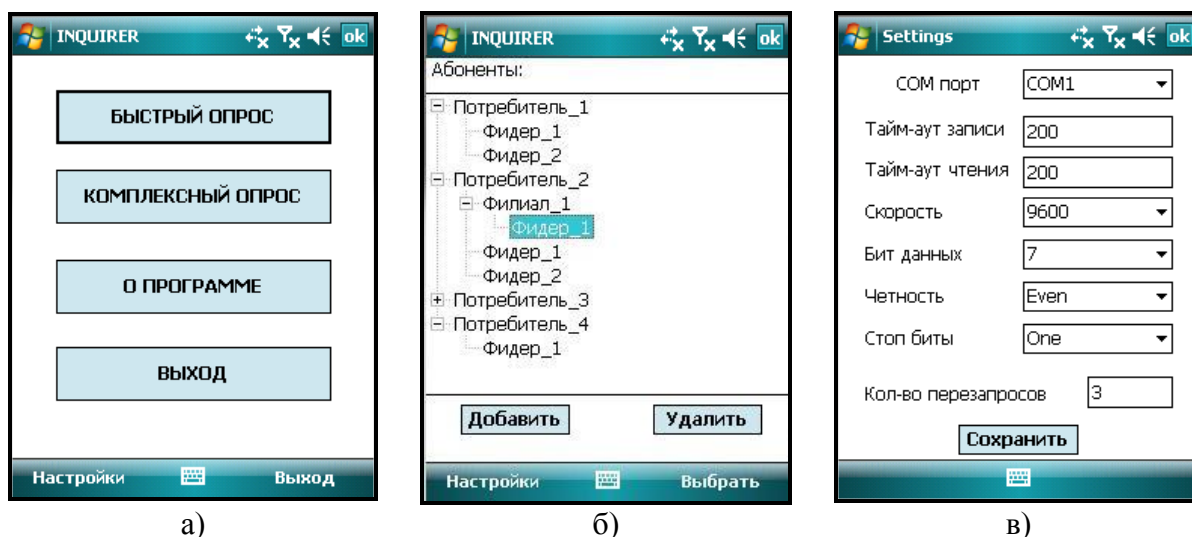 INQUIRER ok
БЫСТРЫЙ ОПРОС
КОМПЛЕКСНЫЙ ОПРОС
О ПРОГРАММЕ
ВЫХОД
Настройки Выход
а)
INQUIRER ok
Абоненты:
Потребитель_1
Фидер_1
Фидер_2
Потребитель_2
Филиал_1
Фидер_1
Фидер_1
Фидер_2
Потребитель_3
Потребитель_4
Фидер_1
Добавить Удалить
Настройки Выбрать
б)
Settings ok
COM порт COM1
Тайм-аут записи 200
Тайм-аут чтения 200
Скорость 9600
Бит данных 7
Четность Even
Стоп биты One
Кол-во перезапросов 3
Сохранить
в)